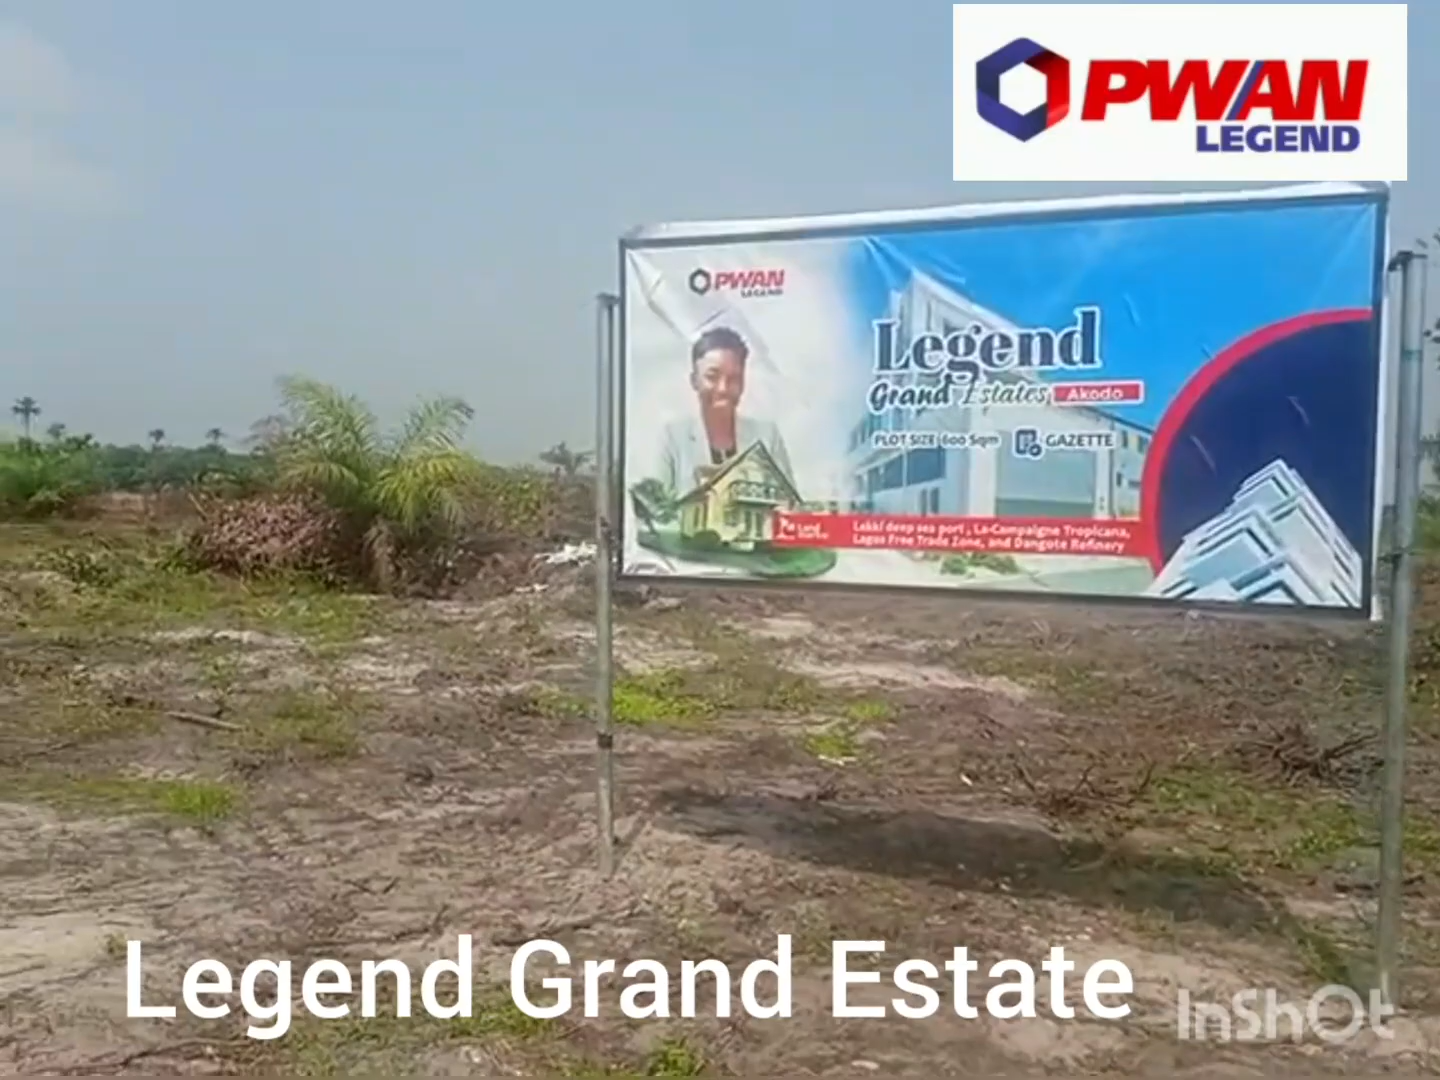 PWAN
LEGEND
PWAN
LEGEND
Legend
Grand Estates Akodo
PLOT SIZE 600 Sqm GAZETTE
Land
Lekki deep sea port , La-Campaigne Tropicana,
Lagos Free Trade Zone, and Dangote Refinery
Legend Grand Estate
InShOt